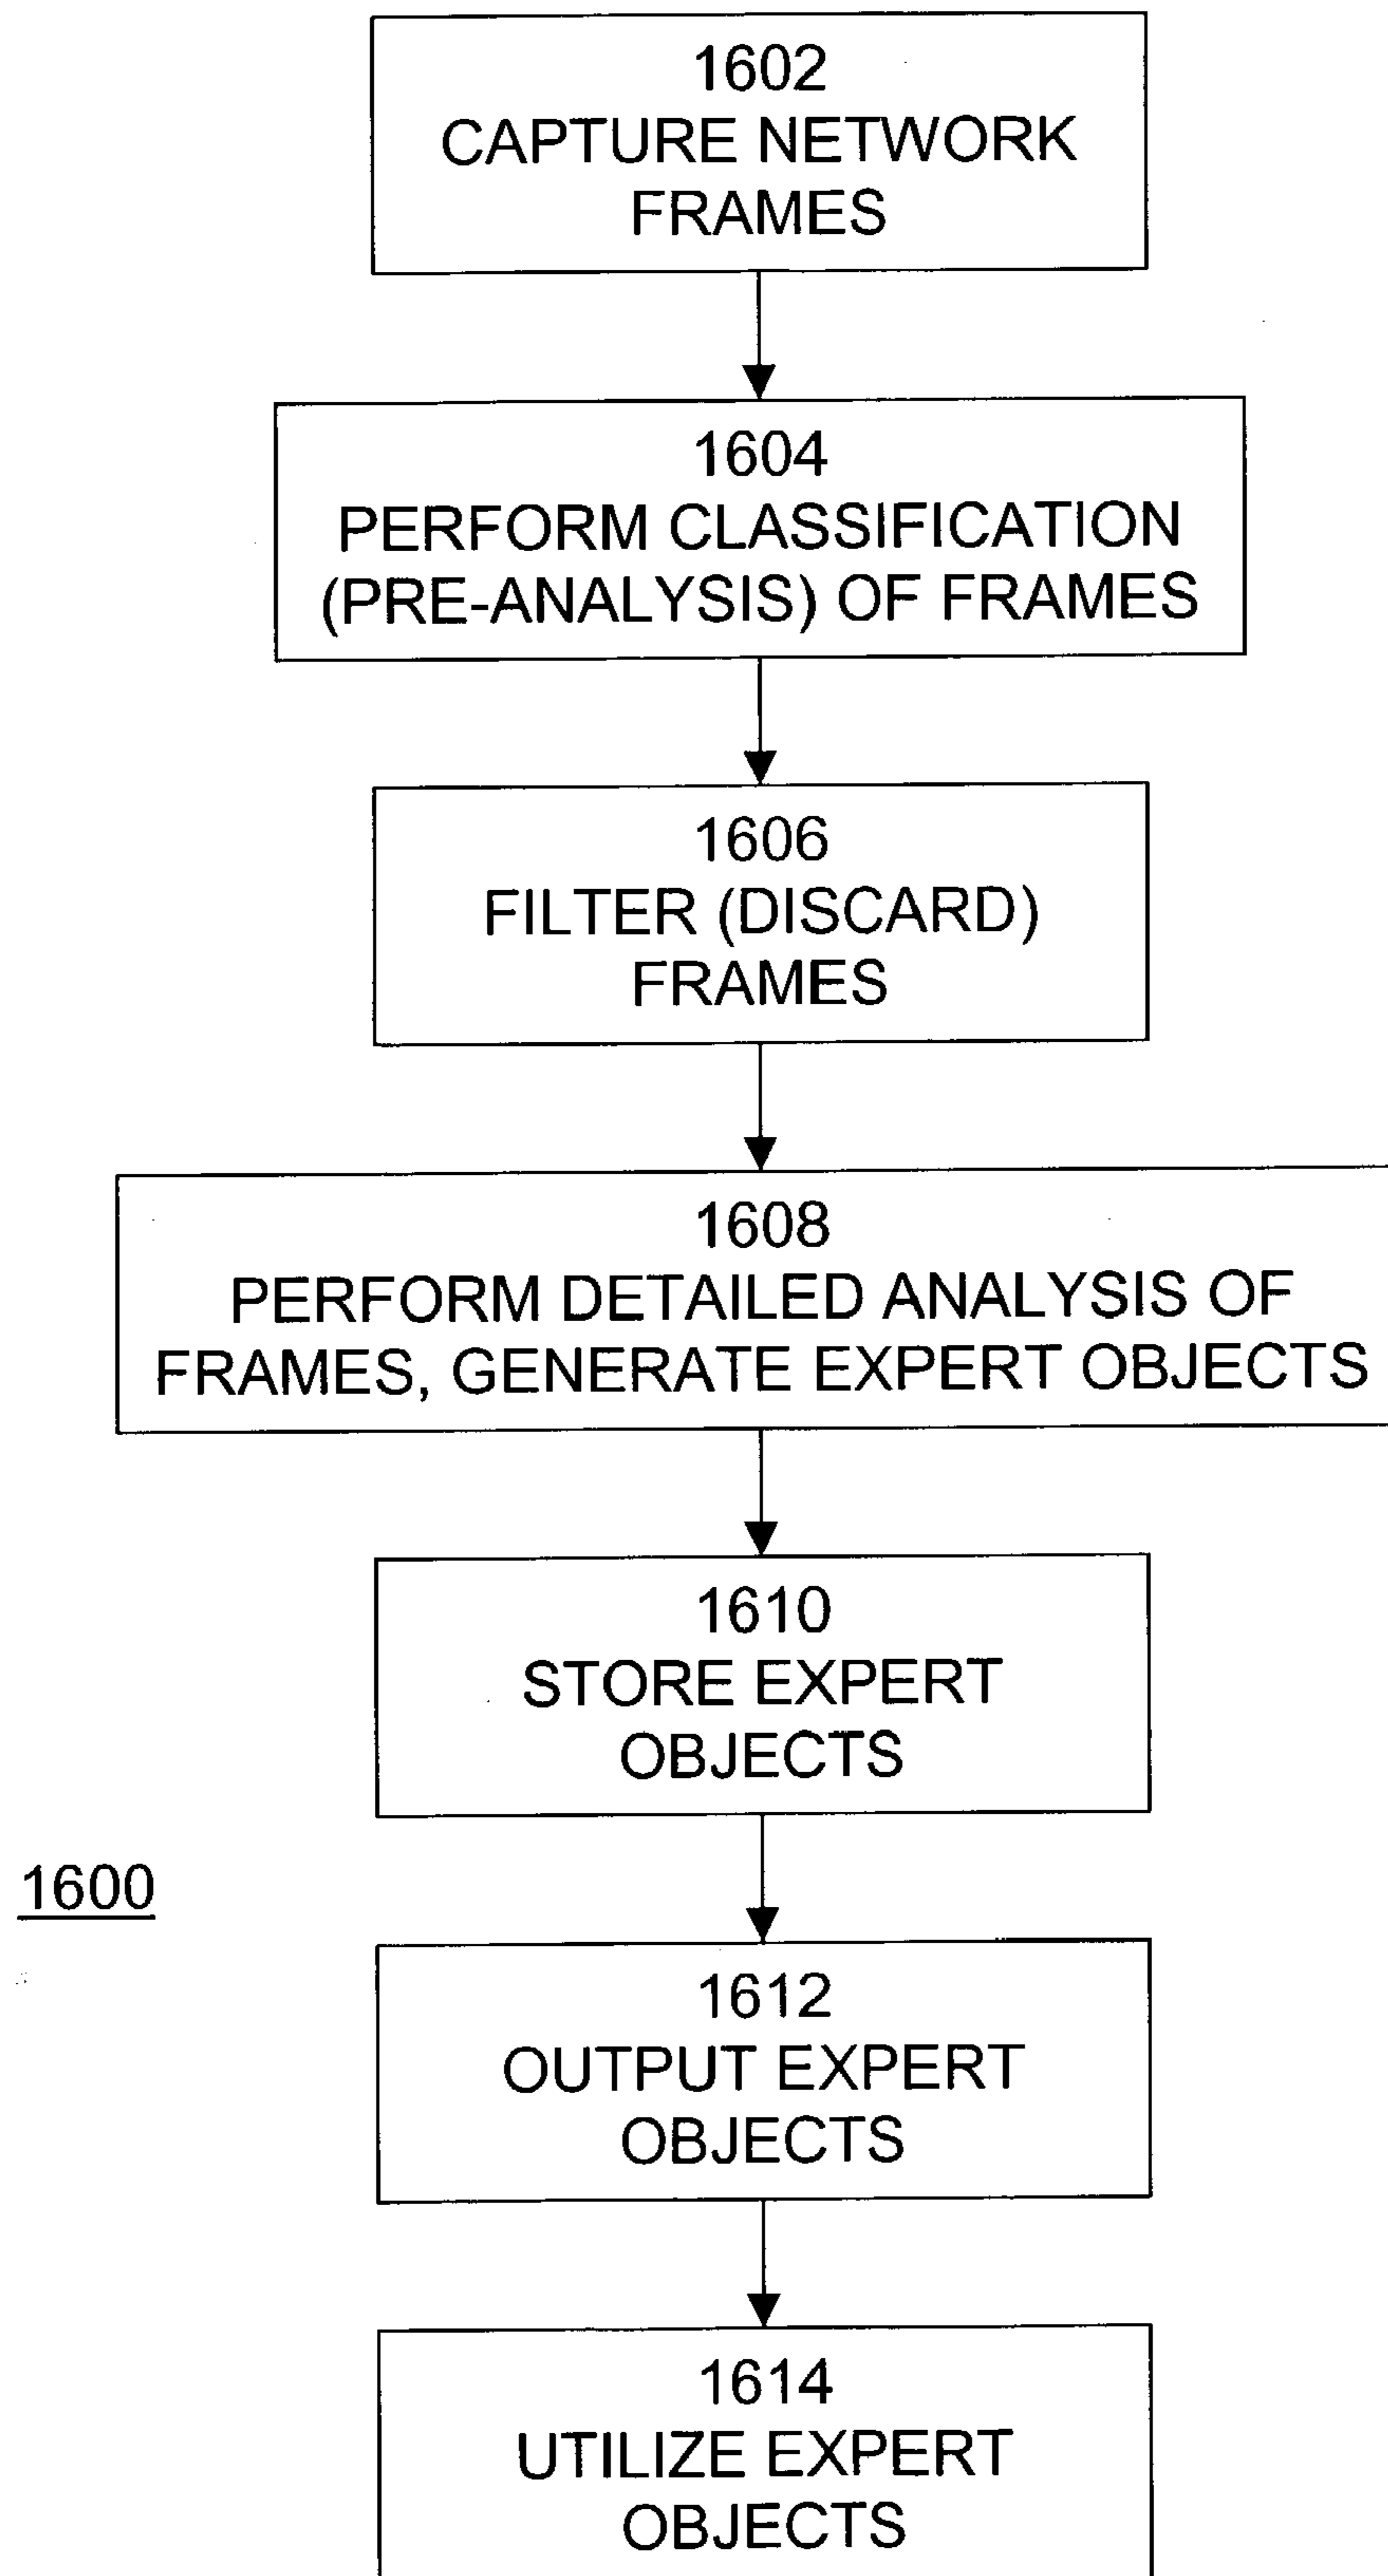 1602
CAPTURE NETWORK
FRAMES
1604
PERFORM CLASSIFICATION
(PRE-ANALYSIS) OF FRAMES
1606
FILTER (DISCARD)
FRAMES
1608
PERFORM DETAILED ANALYSIS OF
FRAMES, GENERATE EXPERT OBJECTS
1610
STORE EXPERT
OBJECTS
1600
1612
OUTPUT EXPERT
OBJECTS
1614
UTILIZE EXPERT
OBJECTS